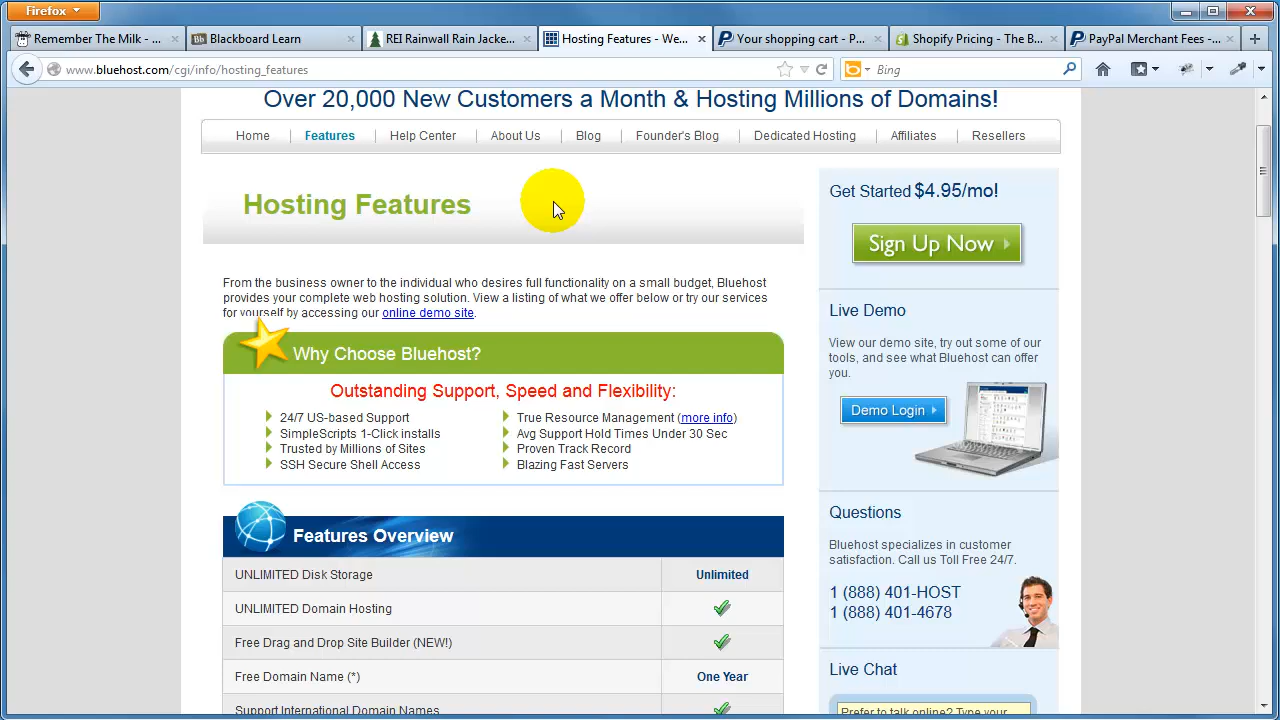 Firefox
Remember The Milk - ...
Blackboard Learn
REI Rainwall Rain Jacke...
Hosting Features - We...
Your shopping cart - P...
Shopify Pricing - The B...
PayPal Merchant Fees -...
www.bluehost.com/cgi/info/hosting_features
Bing
Over 20,000 New Customers a Month & Hosting Millions of Domains!
Home
Features
Help Center
About Us
Blog
Founder's Blog
Dedicated Hosting
Affiliates
Resellers
Hosting Features
From the business owner to the individual who desires full functionality on a small budget, Bluehost
provides your complete web hosting solution. View a listing of what we offer below or try our services
for yourself by accessing our online demo site.
Why Choose Bluehost?
Outstanding Support, Speed and Flexibility:
24/7 US-based Support
SimpleScripts 1-Click installs
Trusted by Millions of Sites
SSH Secure Shell Access
True Resource Management (more info)
Avg Support Hold Times Under 30 Sec
Proven Track Record
Blazing Fast Servers
Features Overview
UNLIMITED Disk Storage
Unlimited
UNLIMITED Domain Hosting
Free Drag and Drop Site Builder (NEW!)
Free Domain Name (*)
One Year
Support International Domain Names
Get Started $4.95/mo!
Sign Up Now
Live Demo
View our demo site, try out some of our
tools, and see what Bluehost can offer
you.
Demo Login
Questions
Bluehost specializes in customer
satisfaction. Call us Toll Free 24/7.
1 (888) 401-HOST
1 (888) 401-4678
Live Chat
Prefer to talk online? Type your